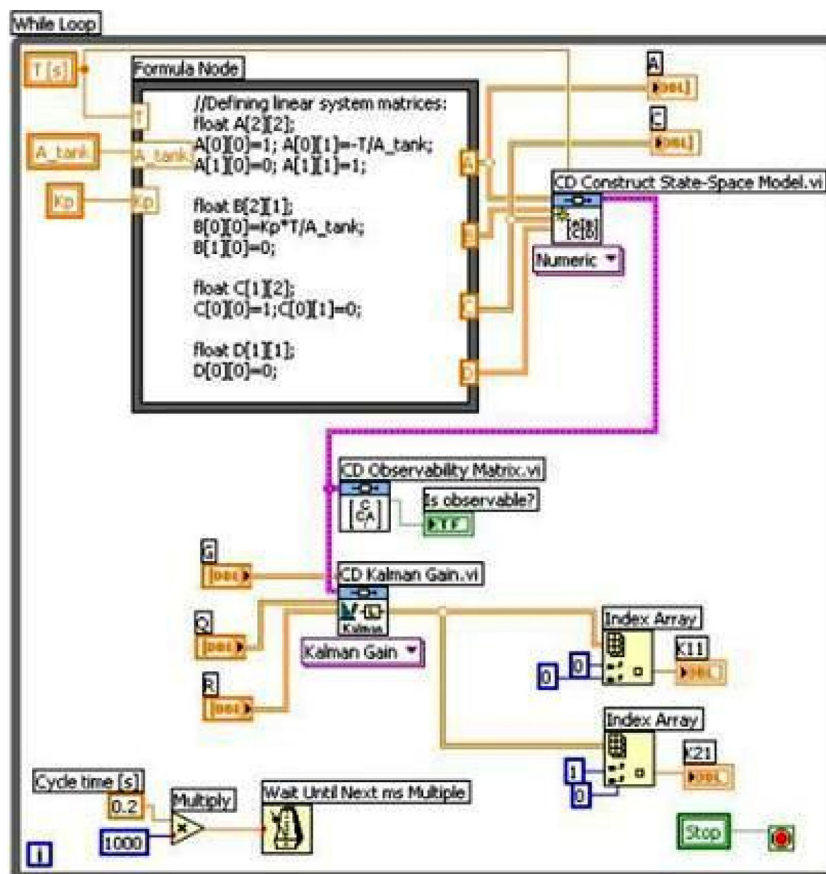 While Loop
T [s]
Formula Node
T
A_tank
A_tank
Kp
Kp
//Defining linear system matrices:
float A[2][2];
A[0][0]=1; A[0][1]=-T/A_tank;
A[1][0]=0; A[1][1]=1;
float B[2][1];
B[0][0]=Kp*T/A_tank;
B[1][0]=0;
float C[1][2];
C[0][0]=1;C[0][1]=0;
float D[1][1];
D[0][0]=0;
A
B
C
D
A
DBL]
C
DBL]
CD Construct State-Space Model.vi
[A][B]
[C][D]
Numeric
CD Observability Matrix.vi
C
CA
Is observable?
TF
G
[DBL
CD Kalman Gain.vi
L
Kalman
Kalman Gain
Q
[DBL
R
[DBL
Index Array
K11
DBL
0
0
Index Array
K21
DBL
1
0
Cycle time [s]
0.2
Multiply
x
1000
Wait Until Next ms Multiple
Stop
i